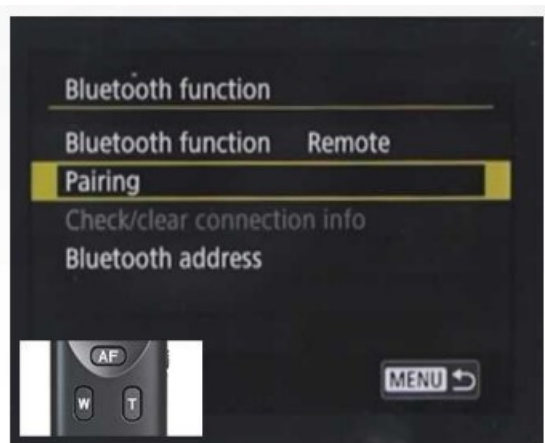 Bluetooth function
Bluetooth function Remote
Pairing
Check/clear connection info
Bluetooth address
AF
W T
MENU